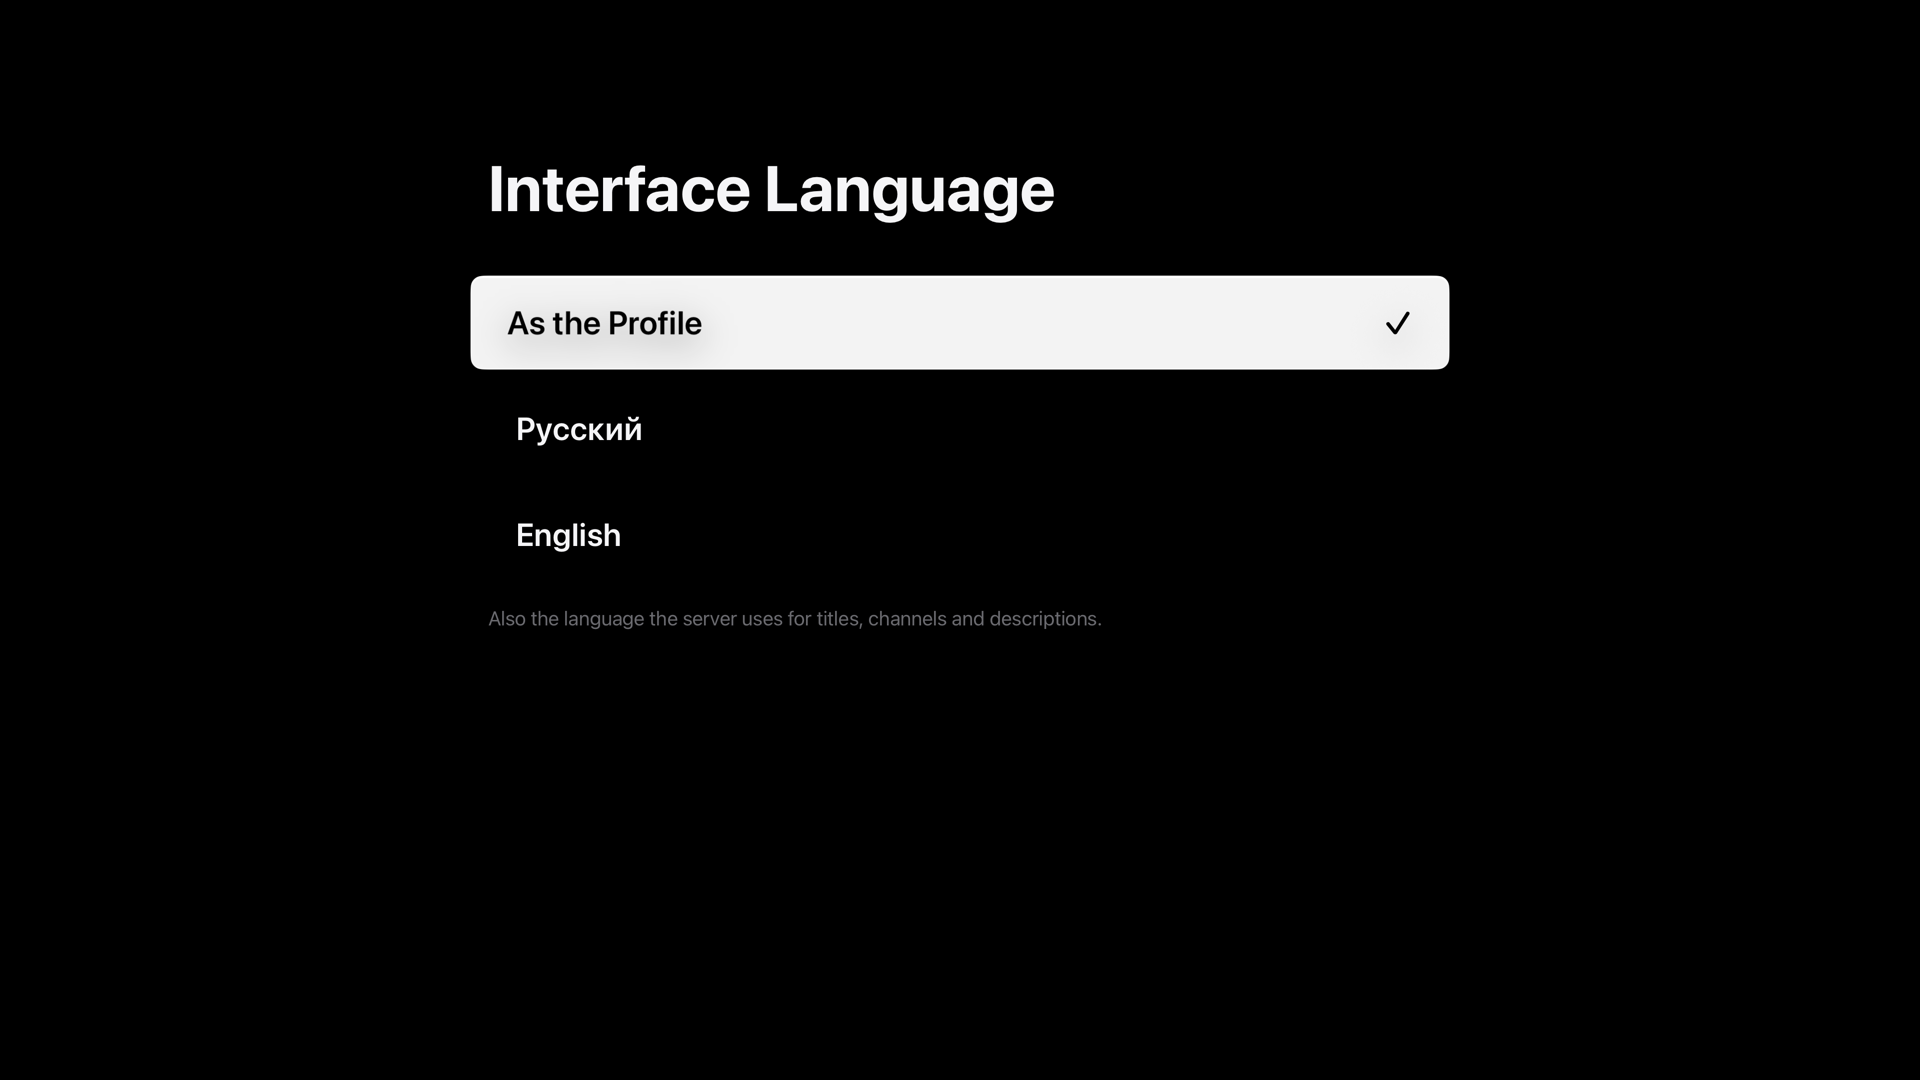 Interface Language
As the Profile
Русский
English
Also the language the server uses for titles, channels and descriptions.